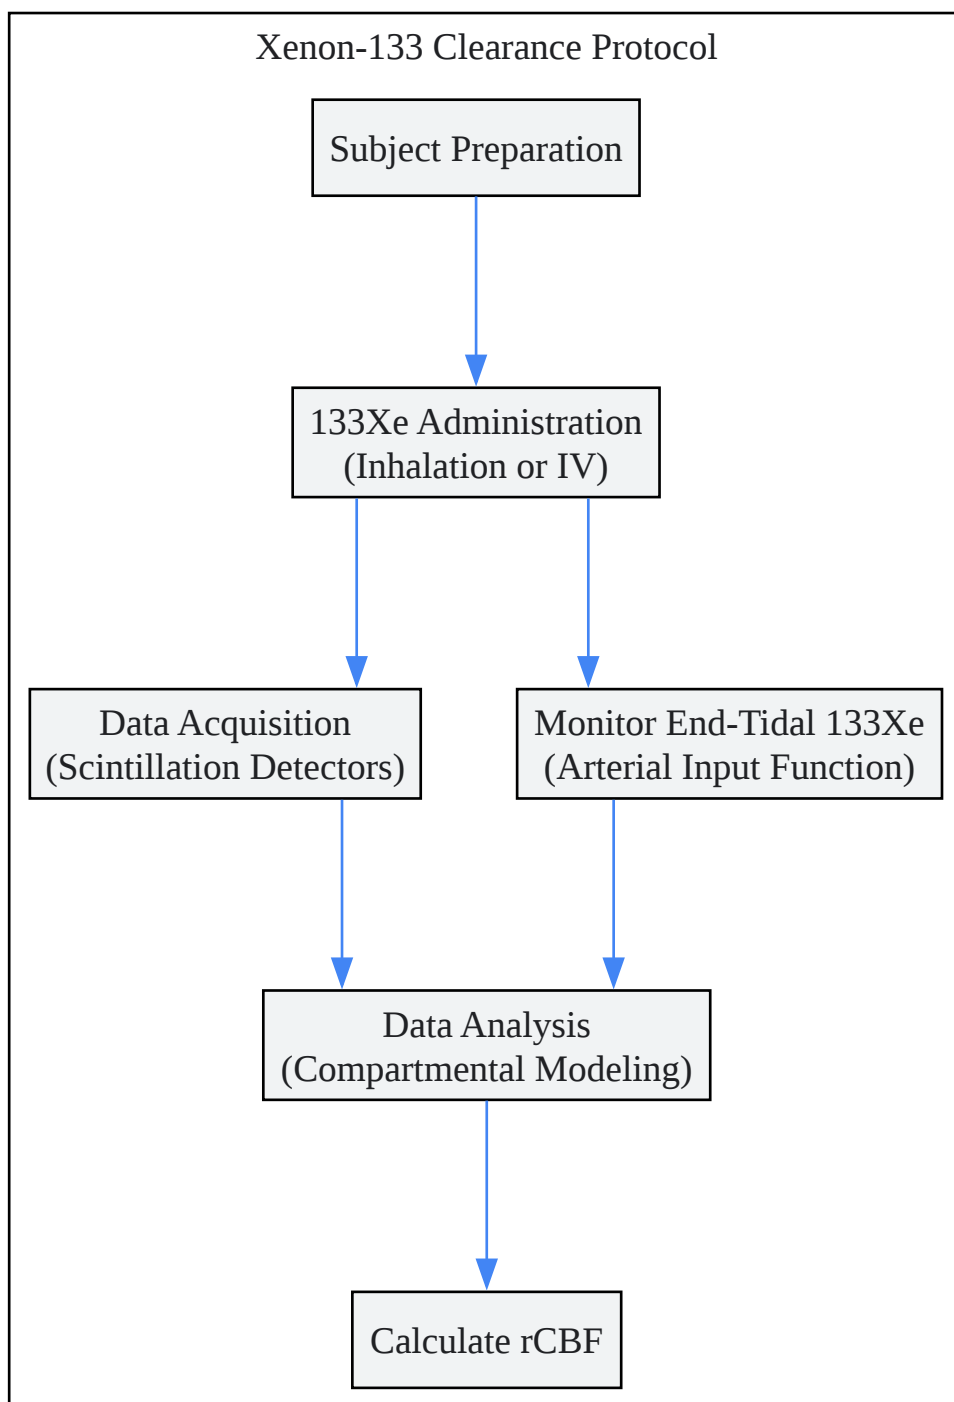 Xenon-133 Clearance Protocol
Subject Preparation
133Xe Administration
(Inhalation or IV)
Data Acquisition
(Scintillation Detectors)
Monitor End-Tidal 133Xe
(Arterial Input Function)
Data Analysis
(Compartmental Modeling)
Calculate rCBF